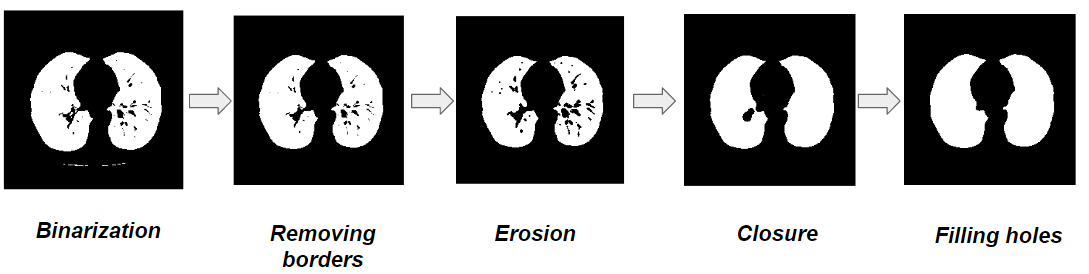 Binarization
Removing
borders
Erosion
Closure
Filling holes